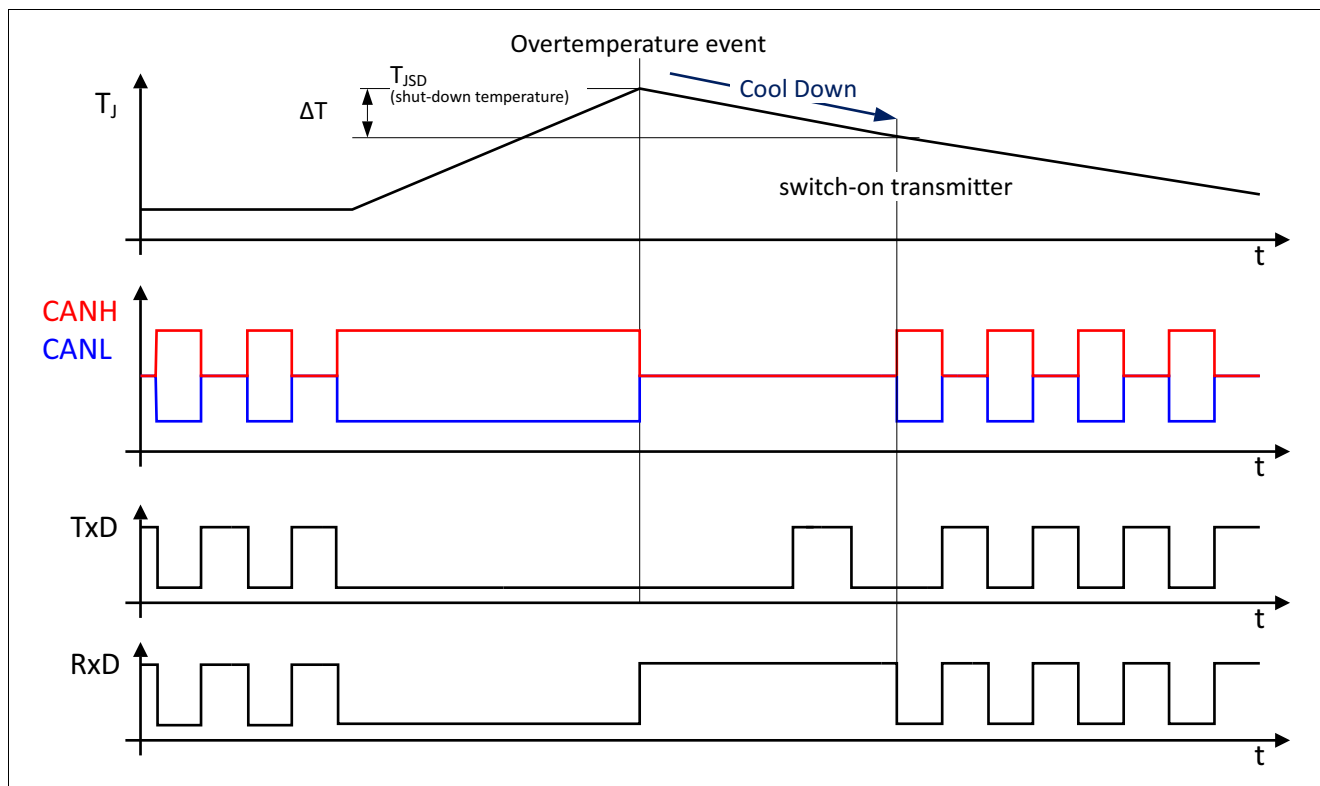 Overtemperature event
TJSD
(shut-down temperature)
Cool Down
TJ
ΔT
switch-on transmitter
t
CANH
CANL
t
TxD
t
RxD
t